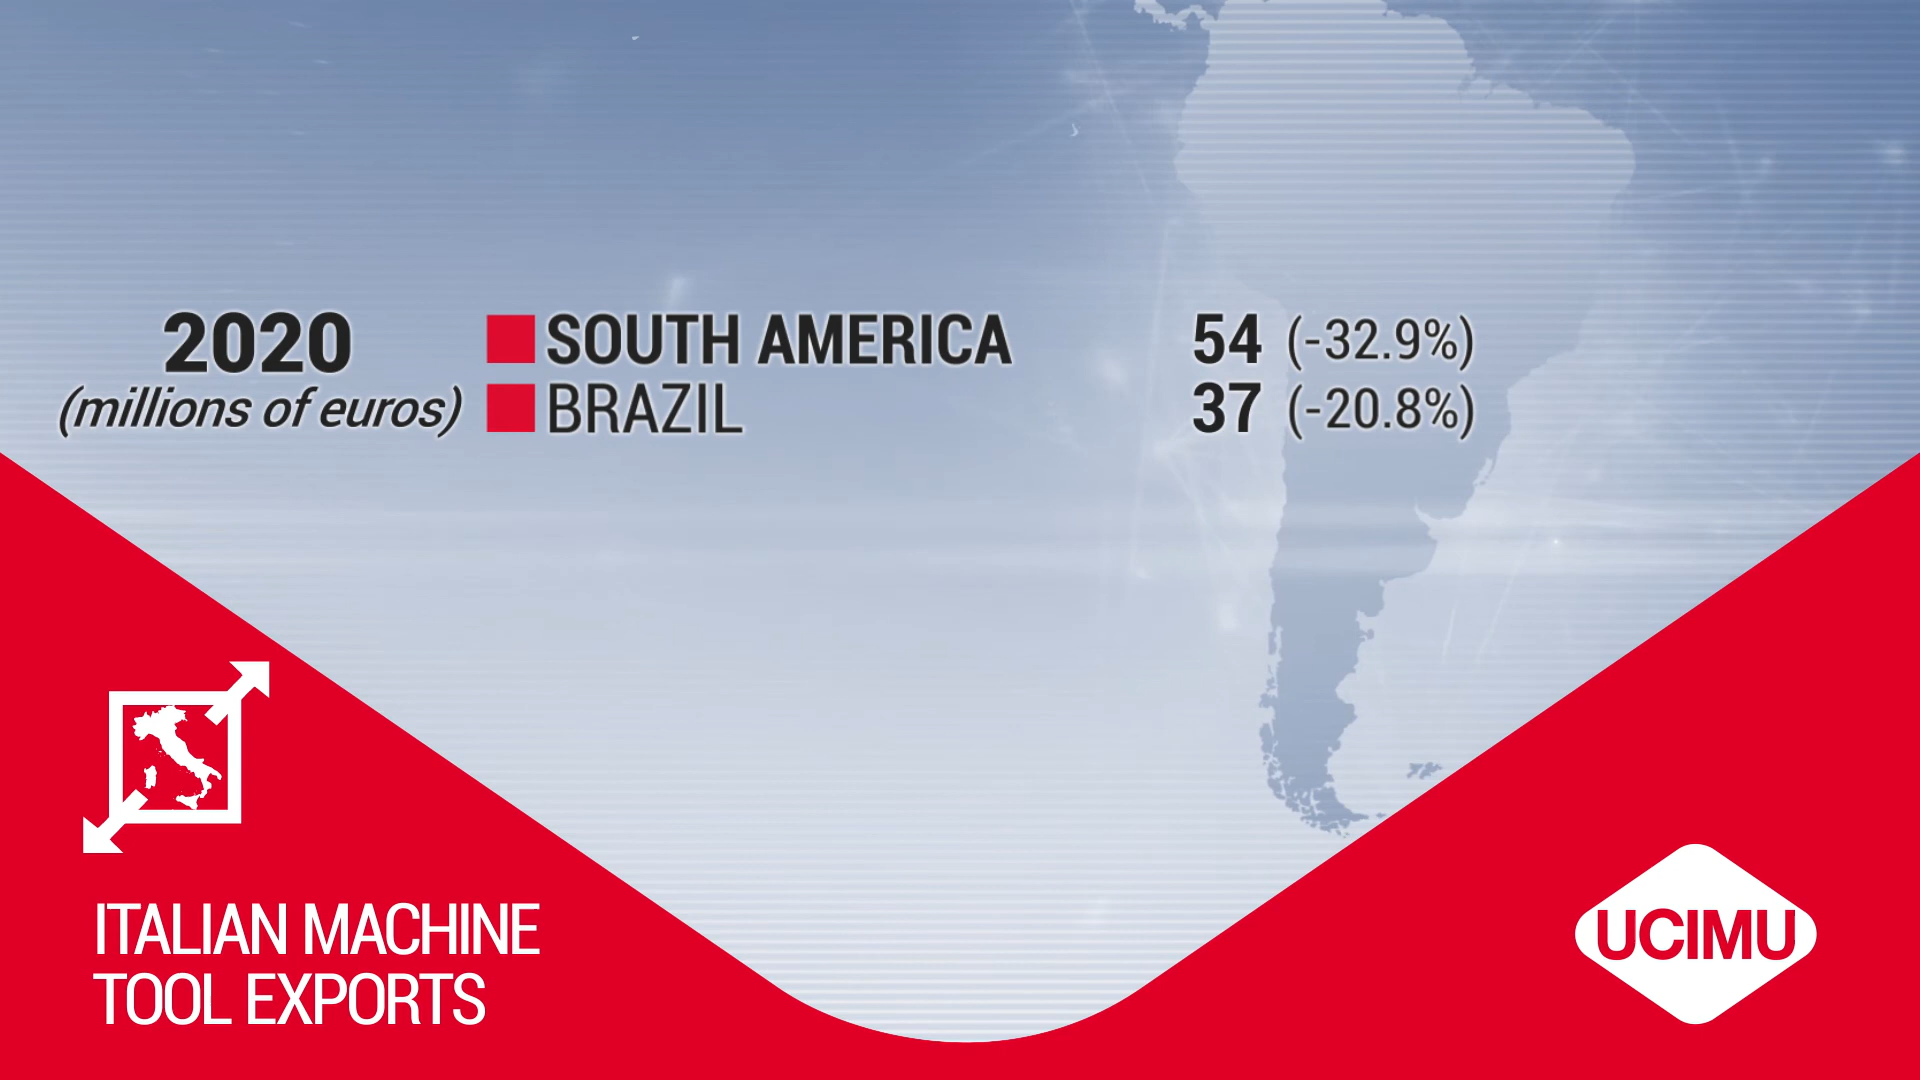 2020
(millions of euros)
SOUTH AMERICA 54 (-32.9%)
BRAZIL 37 (-20.8%)
ITALIAN MACHINE
TOOL EXPORTS
UCIMU